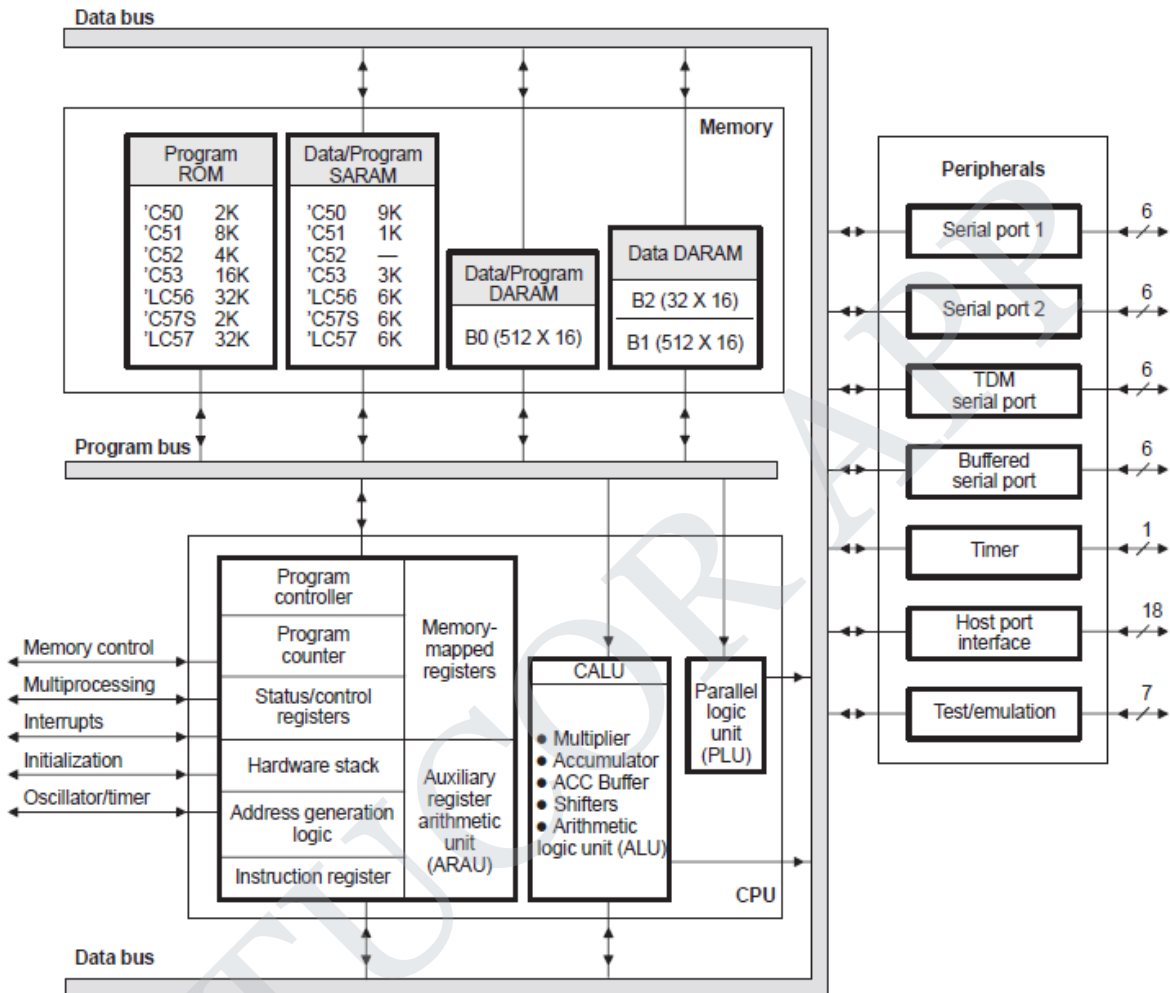 Data bus
Memory
Program
ROM
'C50 2K
'C51 8K
'C52 4K
'C53 16K
'LC56 32K
'C57S 2K
'LC57 32K
Data/Program
SARAM
'C50 9K
'C51 1K
'C52 —
'C53 3K
'LC56 6K
'C57S 6K
'LC57 6K
Data/Program
DARAM
B0 (512 X 16)
Data DARAM
B2 (32 X 16)
B1 (512 X 16)
Program bus
Program
controller
Program
counter
Status/control
registers
Hardware stack
Address generation
logic
Instruction register
Memory-
mapped
registers
Auxiliary
register
arithmetic
unit
(ARAU)
CALU
● Multiplier
● Accumulator
● ACC Buffer
● Shifters
● Arithmetic
logic unit (ALU)
Parallel
logic
unit
(PLU)
CPU
Memory control
Multiprocessing
Interrupts
Initialization
Oscillator/timer
Data bus
Peripherals
Serial port 1
6
Serial port 2
6
TDM
serial port
6
Buffered
serial port
6
Timer
1
Host port
interface
18
Test/emulation
7
TUCOR APP